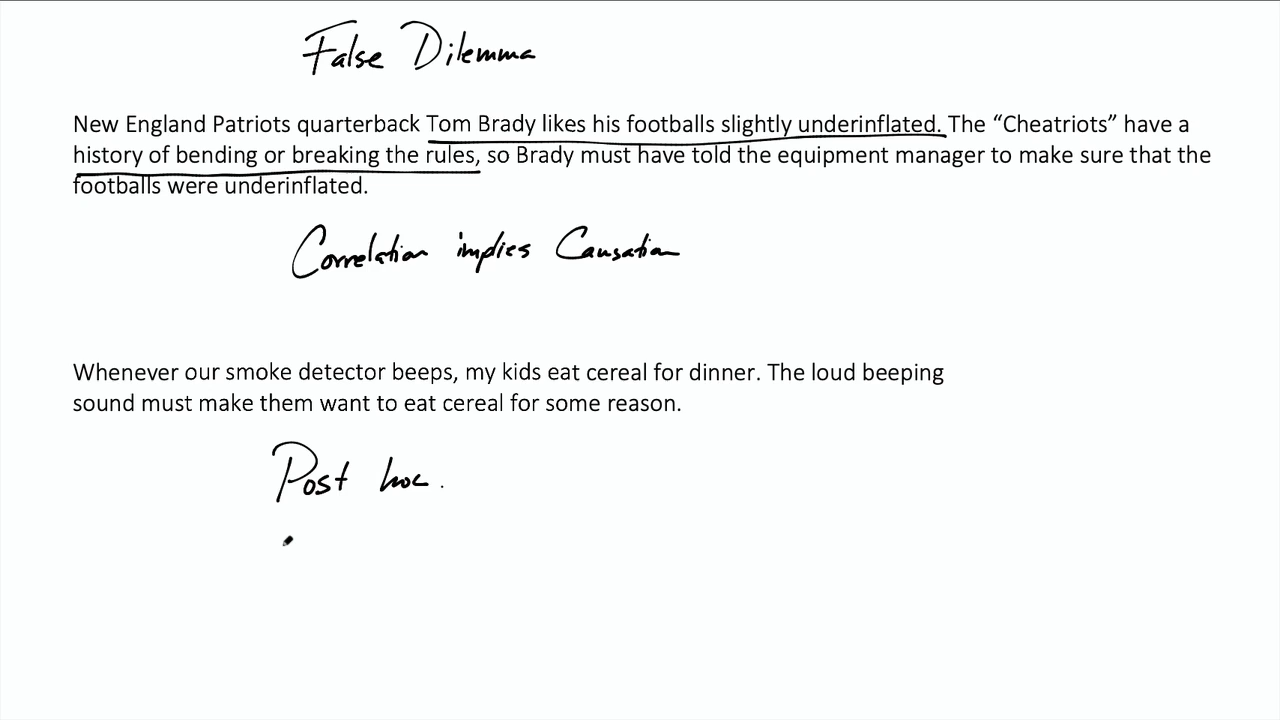 False Dilemma
New England Patriots quarterback Tom Brady likes his footballs slightly underinflated. The “Cheatriots” have a
history of bending or breaking the rules, so Brady must have told the equipment manager to make sure that the
footballs were underinflated.
Correlation implies Causation
Whenever our smoke detector beeps, my kids eat cereal for dinner. The loud beeping
sound must make them want to eat cereal for some reason.
Post hoc.